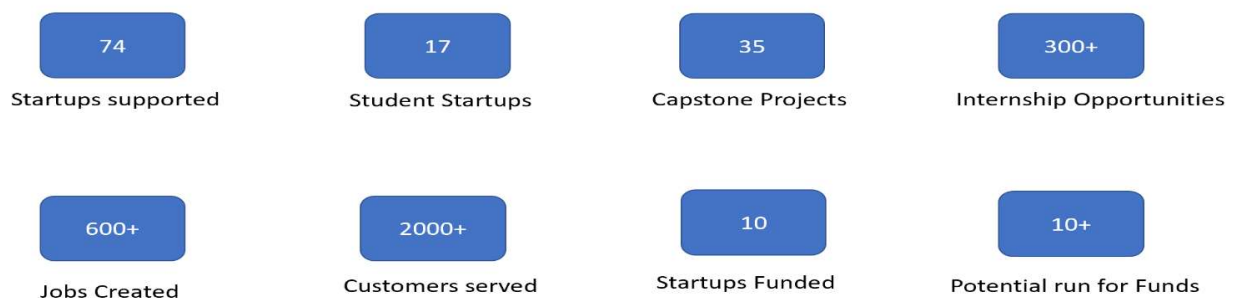 74
Startups supported
17
Student Startups
35
Capstone Projects
300+
Internship Opportunities
600+
Jobs Created
2000+
Customers served
10
Startups Funded
10+
Potential run for Funds